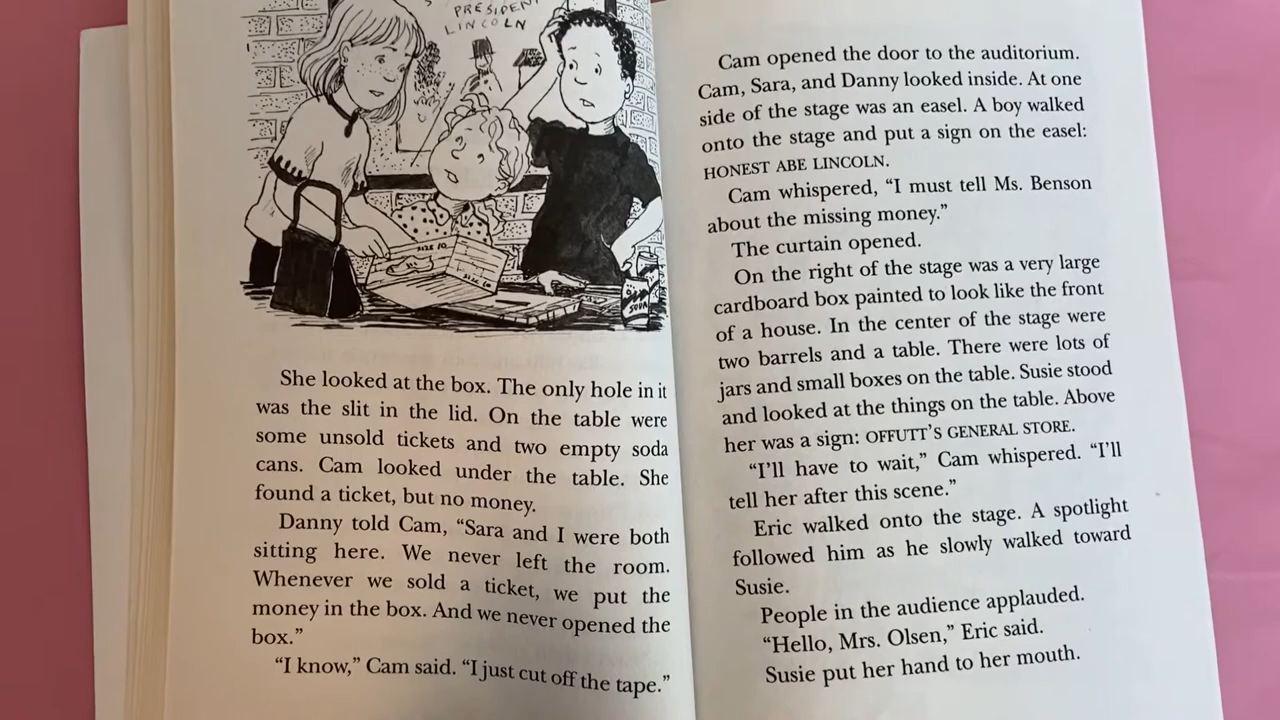 PRESIDENT
LINCOLN
SIZE 10
SODA
She looked at the box. The only hole in it
was the slit in the lid. On the table were
some unsold tickets and two empty soda
cans. Cam looked under the table. She
found a ticket, but no money.
Danny told Cam, “Sara and I were both
sitting here. We never left the room.
Whenever we sold a ticket, we put the
money in the box. And we never opened the
box.”
“I know,” Cam said. “I just cut off the tape.”
Cam opened the door to the auditorium.
Cam, Sara, and Danny looked inside. At one
side of the stage was an easel. A boy walked
onto the stage and put a sign on the easel:
HONEST ABE LINCOLN.
Cam whispered, “I must tell Ms. Benson
about the missing money.”
The curtain opened.
On the right of the stage was a very large
cardboard box painted to look like the front
of a house. In the center of the stage were
two barrels and a table. There were lots of
jars and small boxes on the table. Susie stood
and looked at the things on the table. Above
her was a sign: OFFUTT’S GENERAL STORE.
“I’ll have to wait,” Cam whispered. “I’ll
tell her after this scene.”
Eric walked onto the stage. A spotlight
followed him as he slowly walked toward
Susie.
People in the audience applauded.
“Hello, Mrs. Olsen,” Eric said.
Susie put her hand to her mouth.